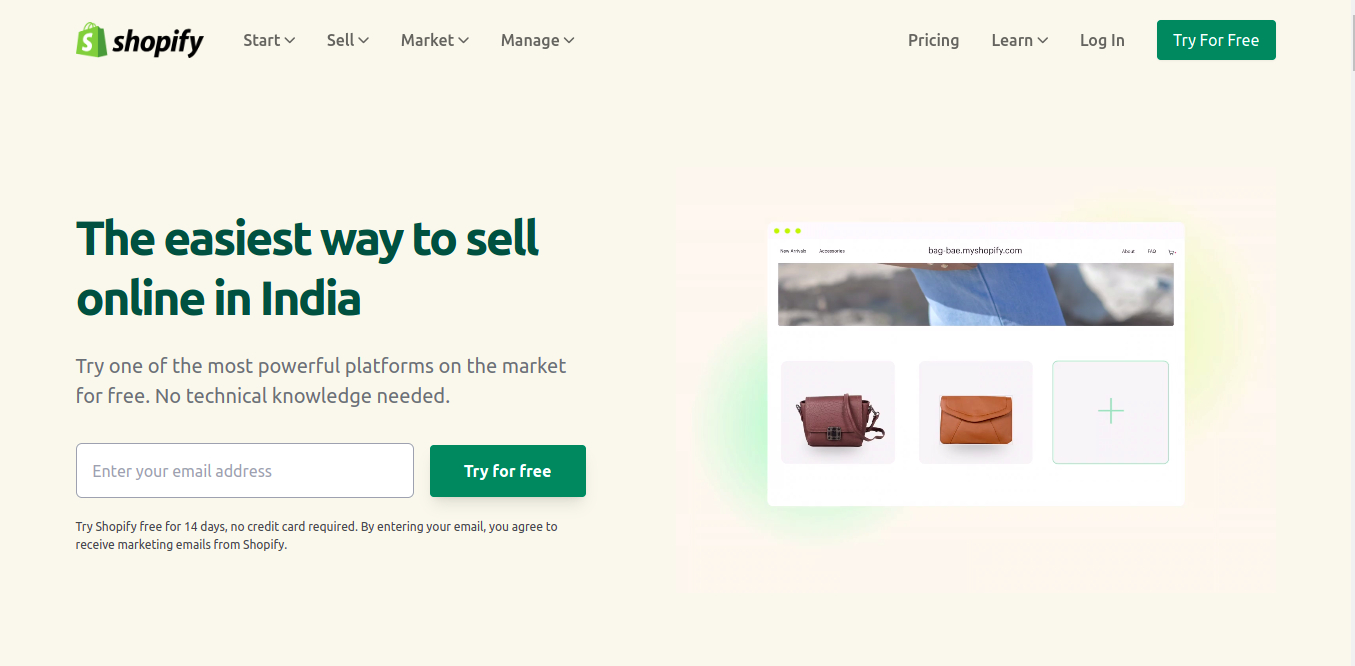 shopify
Start
Sell
Market
Manage
Pricing
Learn
Log In
Try For Free
The easiest way to sell
online in India
Try one of the most powerful platforms on the market
for free. No technical knowledge needed.
Enter your email address
Try for free
Try Shopify free for 14 days, no credit card required. By entering your email, you agree to
receive marketing emails from Shopify.
New Arrivals
Accessories
bag-bae.myshopify.com
About
FAQ